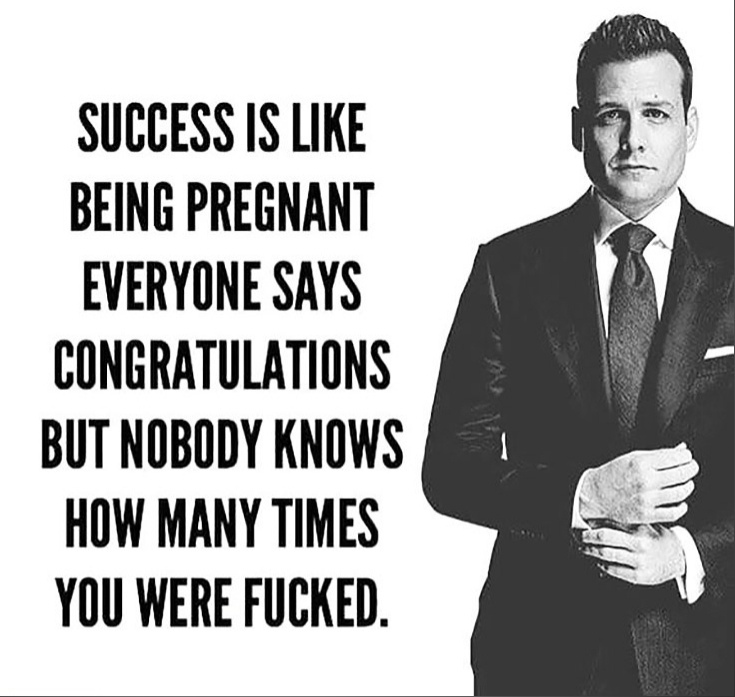 SUCCESS IS LIKE
BEING PREGNANT
EVERYONE SAYS
CONGRATULATIONS
BUT NOBODY KNOWS
HOW MANY TIMES
YOU WERE FUCKED.